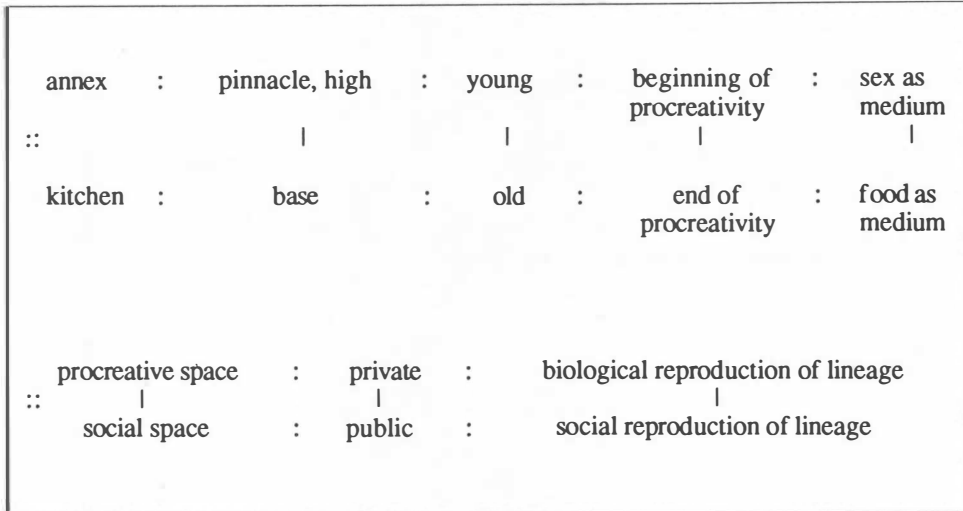 annex : pinnacle, high : young : beginning of : sex as
procreativity medium
:: | | | |
kitchen : base : old : end of : food as
procreativity medium
procreative space : private : biological reproduction of lineage
:: | | |
social space : public : social reproduction of lineage